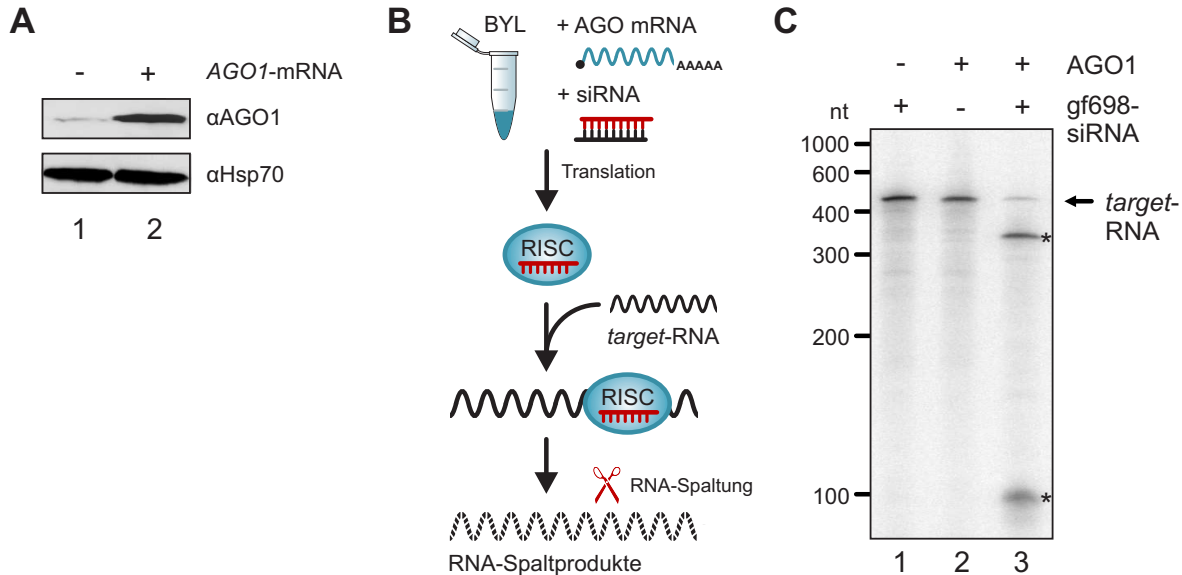 A
- + AGO1-mRNA
αAGO1
αHsp70
1 2
B
BYL + AGO mRNA
AAAAA
+ siRNA
Translation
RISC
target-RNA
RISC
RNA-Spaltung
RNA-Spaltprodukte
C
- + + AGO1
nt + - + gf698-
siRNA
1000
600
400
target-
RNA
*
300
200
100 *
1 2 3